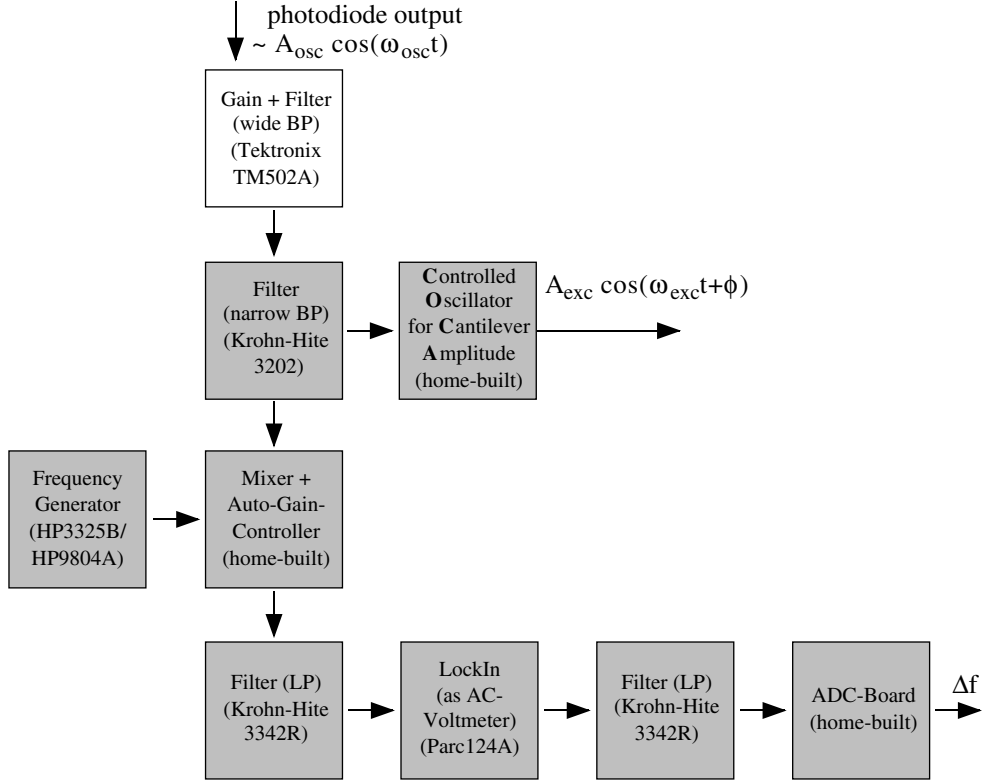 photodiode output
~ A_osc cos(ω_osc t)
Gain + Filter
(wide BP)
(Tektronix
TM502A)
Filter
(narrow BP)
(Krohn-Hite
3202)
Controlled
Oscillator
for Cantilever
Amplitude
(home-built)
A_exc cos(ω_exc t+ϕ)
Frequency
Generator
(HP3325B/
HP9804A)
Mixer +
Auto-Gain-
Controller
(home-built)
Filter (LP)
(Krohn-Hite
3342R)
LockIn
(as AC-
Voltmeter)
(Parc124A)
Filter (LP)
(Krohn-Hite
3342R)
ADC-Board
(home-built)
Δf